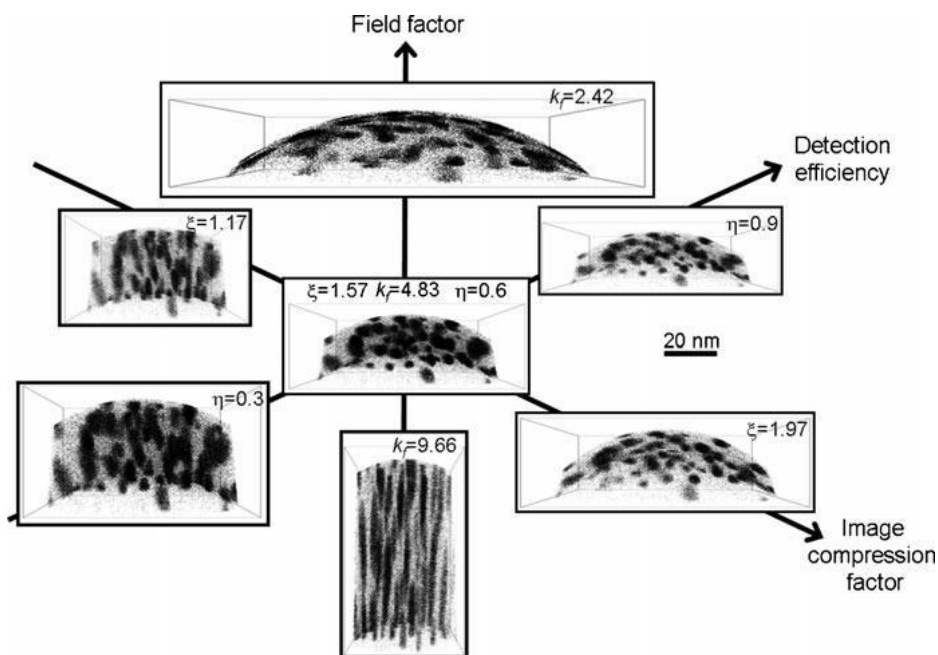 Field factor
k_f=2.42
Detection
efficiency
ξ=1.17
η=0.9
ξ=1.57 k_f=4.83 η=0.6
20 nm
η=0.3
ξ=1.97
k_f=9.66
Image
compression
factor